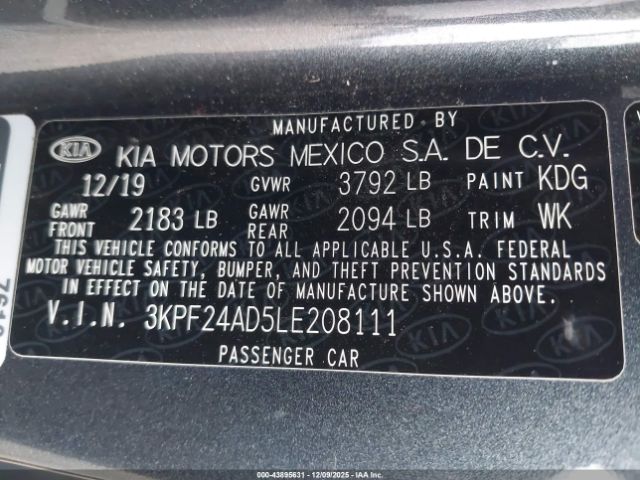 MANUFACTURED BY
KIA KIA MOTORS MEXICO S.A. DE C.V.
12/19 GVWR 3792 LB PAINT KDG
GAWR FRONT 2183 LB GAWR REAR 2094 LB TRIM WK
THIS VEHICLE CONFORMS TO ALL APPLICABLE U.S.A. FEDERAL
MOTOR VEHICLE SAFETY, BUMPER, AND THEFT PREVENTION STANDARDS
IN EFFECT ON THE DATE OF MANUFACTURE SHOWN ABOVE.
V.I.N. 3KPF24AD5LE208111
PASSENGER CAR
000-43895631 - 12/09/2025 - IAA Inc.